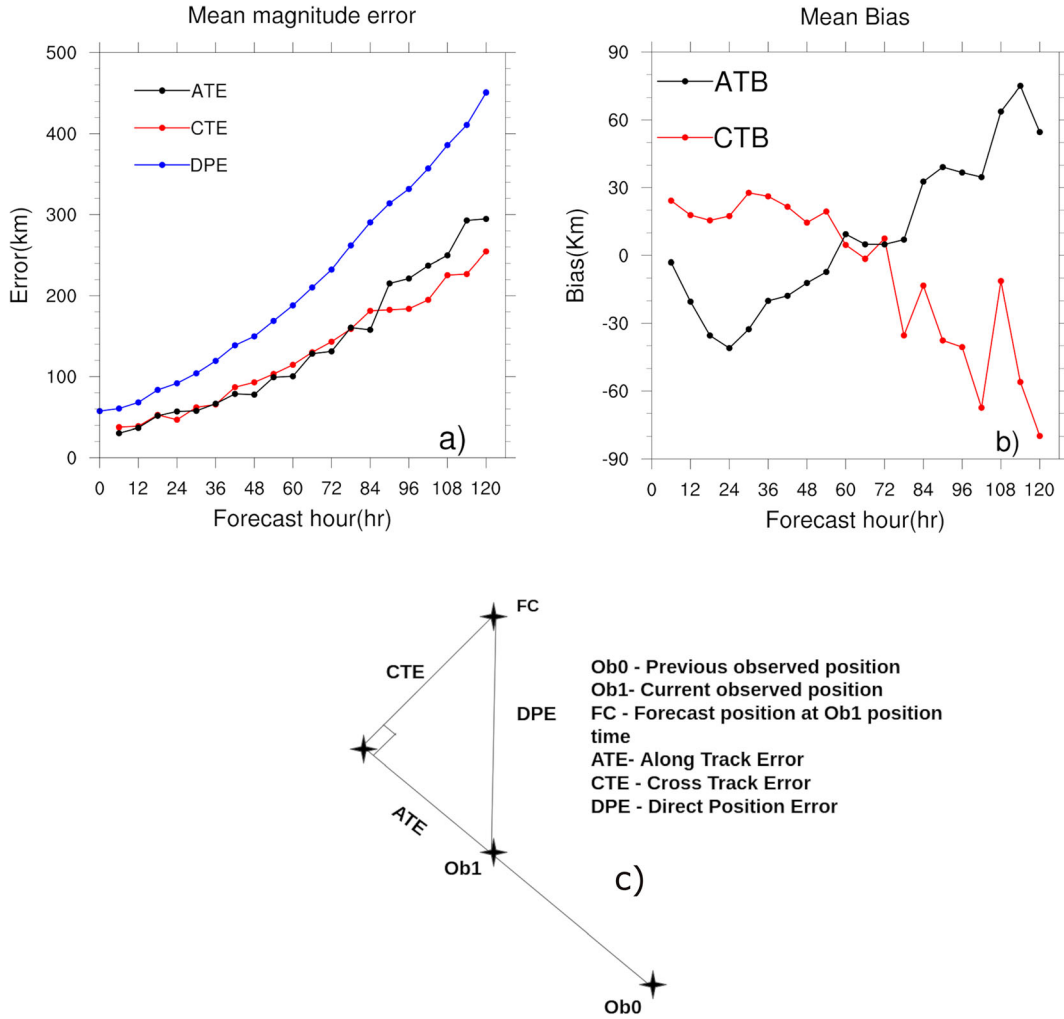 Mean magnitude error
500
400
300
200
100
0
Error(km)
ATE
CTE
DPE
a)
0 12 24 36 48 60 72 84 96 108 120
Forecast hour(hr)
Mean Bias
90
60
30
0
-30
-60
-90
Bias(Km)
ATB
CTB
b)
0 12 24 36 48 60 72 84 96 108 120
Forecast hour(hr)
FC
CTE
DPE
ATE
Ob1
Ob0
Ob0 - Previous observed position
Ob1- Current observed position
FC - Forecast position at Ob1 position
time
ATE- Along Track Error
CTE - Cross Track Error
DPE - Direct Position Error
c)